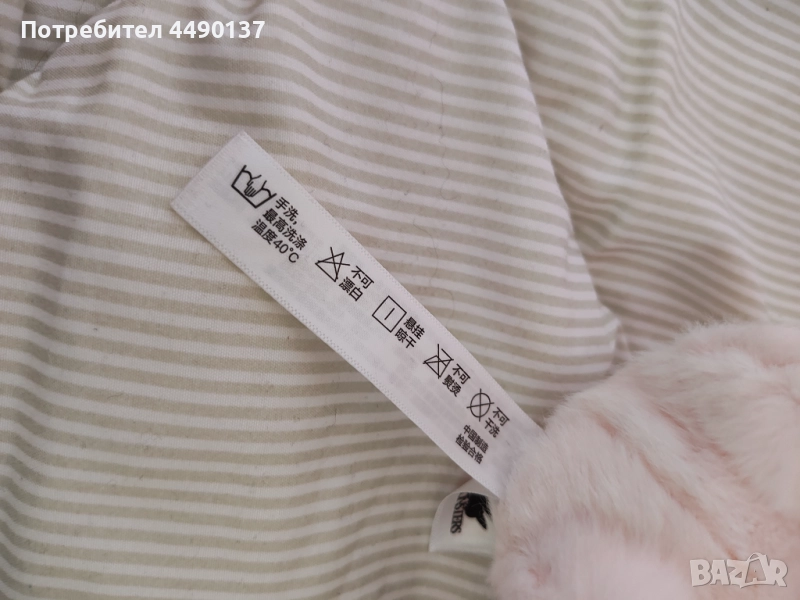 Потребител 4490137
手洗，
最高洗涤
温度40°C
不可
漂白
悬挂
晾干
不可
熨烫
不可
干洗
中国制造
检验合格
BAZAR